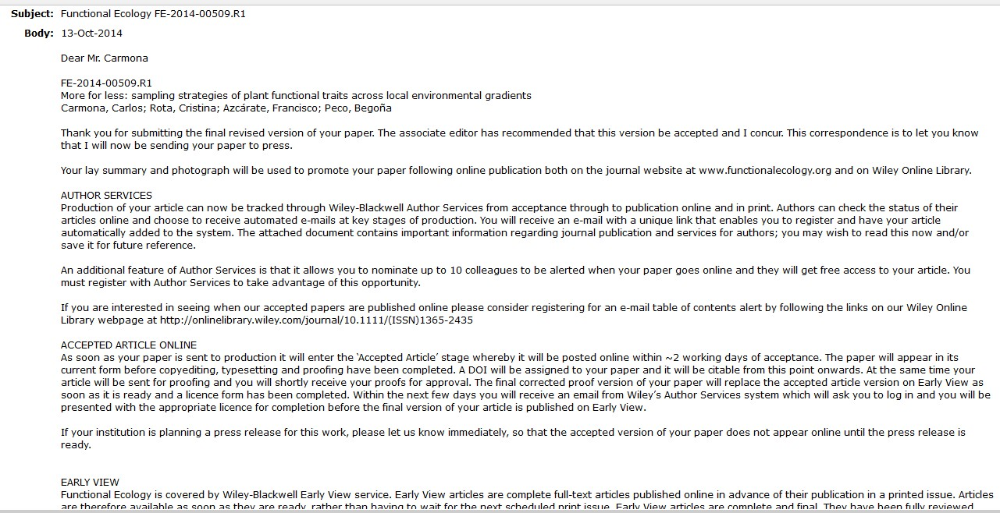 Subject: Functional Ecology FE-2014-00509.R1
Body: 13-Oct-2014
Dear Mr. Carmona
FE-2014-00509.R1
More for less: sampling strategies of plant functional traits across local environmental gradients
Carmona, Carlos; Rota, Cristina; Azcárate, Francisco; Peco, Begoña
Thank you for submitting the final revised version of your paper. The associate editor has recommended that this version be accepted and I concur. This correspondence is to let you know
that I will now be sending your paper to press.
Your lay summary and photograph will be used to promote your paper following online publication both on the journal website at www.functionalecology.org and on Wiley Online Library.
AUTHOR SERVICES
Production of your article can now be tracked through Wiley-Blackwell Author Services from acceptance through to publication online and in print. Authors can check the status of their
articles online and choose to receive automated e-mails at key stages of production. You will receive an e-mail with a unique link that enables you to register and have your article
automatically added to the system. The attached document contains important information regarding journal publication and services for authors; you may wish to read this now and/or
save it for future reference.
An additional feature of Author Services is that it allows you to nominate up to 10 colleagues to be alerted when your paper goes online and they will get free access to your article. You
must register with Author Services to take advantage of this opportunity.
If you are interested in seeing when our accepted papers are published online please consider registering for an e-mail table of contents alert by following the links on our Wiley Online
Library webpage at http://onlinelibrary.wiley.com/journal/10.1111/(ISSN)1365-2435
ACCEPTED ARTICLE ONLINE
As soon as your paper is sent to production it will enter the ‘Accepted Article’ stage whereby it will be posted online within ~2 working days of acceptance. The paper will appear in its
current form before copyediting, typesetting and proofing have been completed. A DOI will be assigned to your paper and it will be citable from this point onwards. At the same time your
article will be sent for proofing and you will shortly receive your proofs for approval. The final corrected proof version of your paper will replace the accepted article version on Early View as
soon as it is ready and a licence form has been completed. Within the next few days you will receive an email from Wiley’s Author Services system which will ask you to log in and you will be
presented with the appropriate licence for completion before the final version of your article is published on Early View.
If your institution is planning a press release for this work, please let us know immediately, so that the accepted version of your paper does not appear online until the press release is
ready.
EARLY VIEW
Functional Ecology is covered by Wiley-Blackwell Early View service. Early View articles are complete full-text articles published online in advance of their publication in a printed issue. Articles
are therefore available as soon as they are ready, rather than having to wait for the next scheduled print issue. Early View articles are complete and final. They have been fully reviewed,